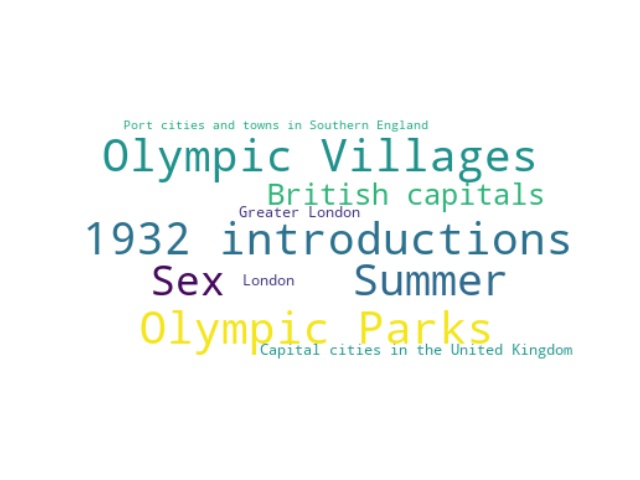 Port cities and towns in Southern England
Olympic Villages
British capitals
Greater London
1932 introductions
Sex London Summer
Olympic Parks
Capital cities in the United Kingdom